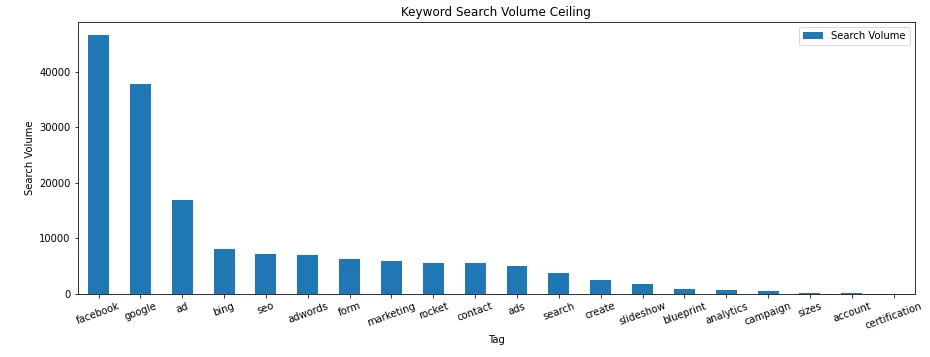 Keyword Search Volume Ceiling
Search Volume
40000
30000
20000
10000
0
Search Volume
facebook
google
ad
bing
seo
adwords
form
marketing
rocket
contact
ads
search
create
slideshow
blueprint
analytics
campaign
sizes
account
certification
Tag